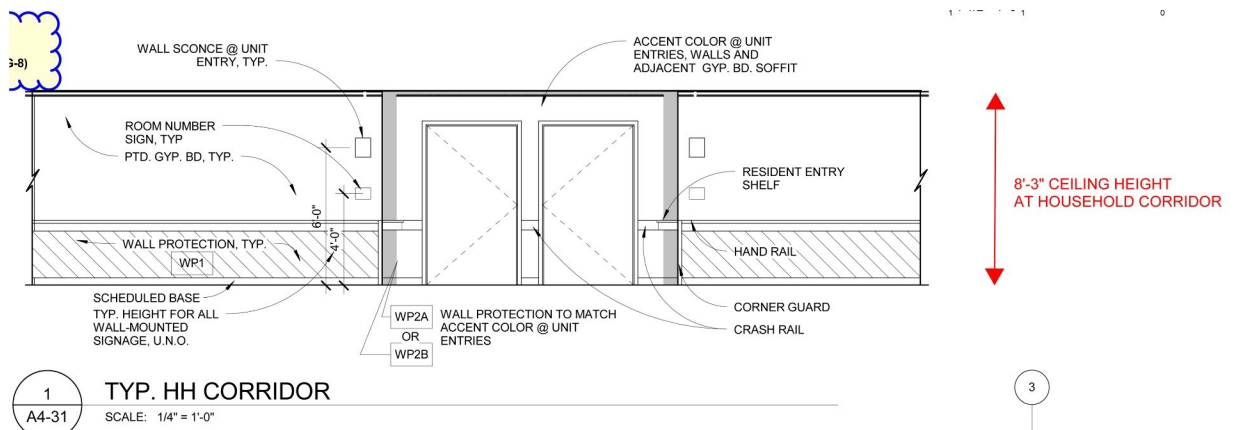 G-8)
1
1
0
WALL SCONCE @ UNIT
ENTRY, TYP.
ACCENT COLOR @ UNIT
ENTRIES, WALLS AND
ADJACENT GYP. BD. SOFFIT
ROOM NUMBER
SIGN, TYP
PTD. GYP. BD, TYP.
RESIDENT ENTRY
SHELF
8'-3" CEILING HEIGHT
AT HOUSEHOLD CORRIDOR
6'-0"
4'-0"
WALL PROTECTION, TYP.
WP1
HAND RAIL
SCHEDULED BASE
TYP. HEIGHT FOR ALL
WALL-MOUNTED
SIGNAGE, U.N.O.
WP2A
OR
WP2B
WALL PROTECTION TO MATCH
ACCENT COLOR @ UNIT
ENTRIES
CORNER GUARD
CRASH RAIL
1
A4-31
TYP. HH CORRIDOR
SCALE: 1/4" = 1'-0"
3